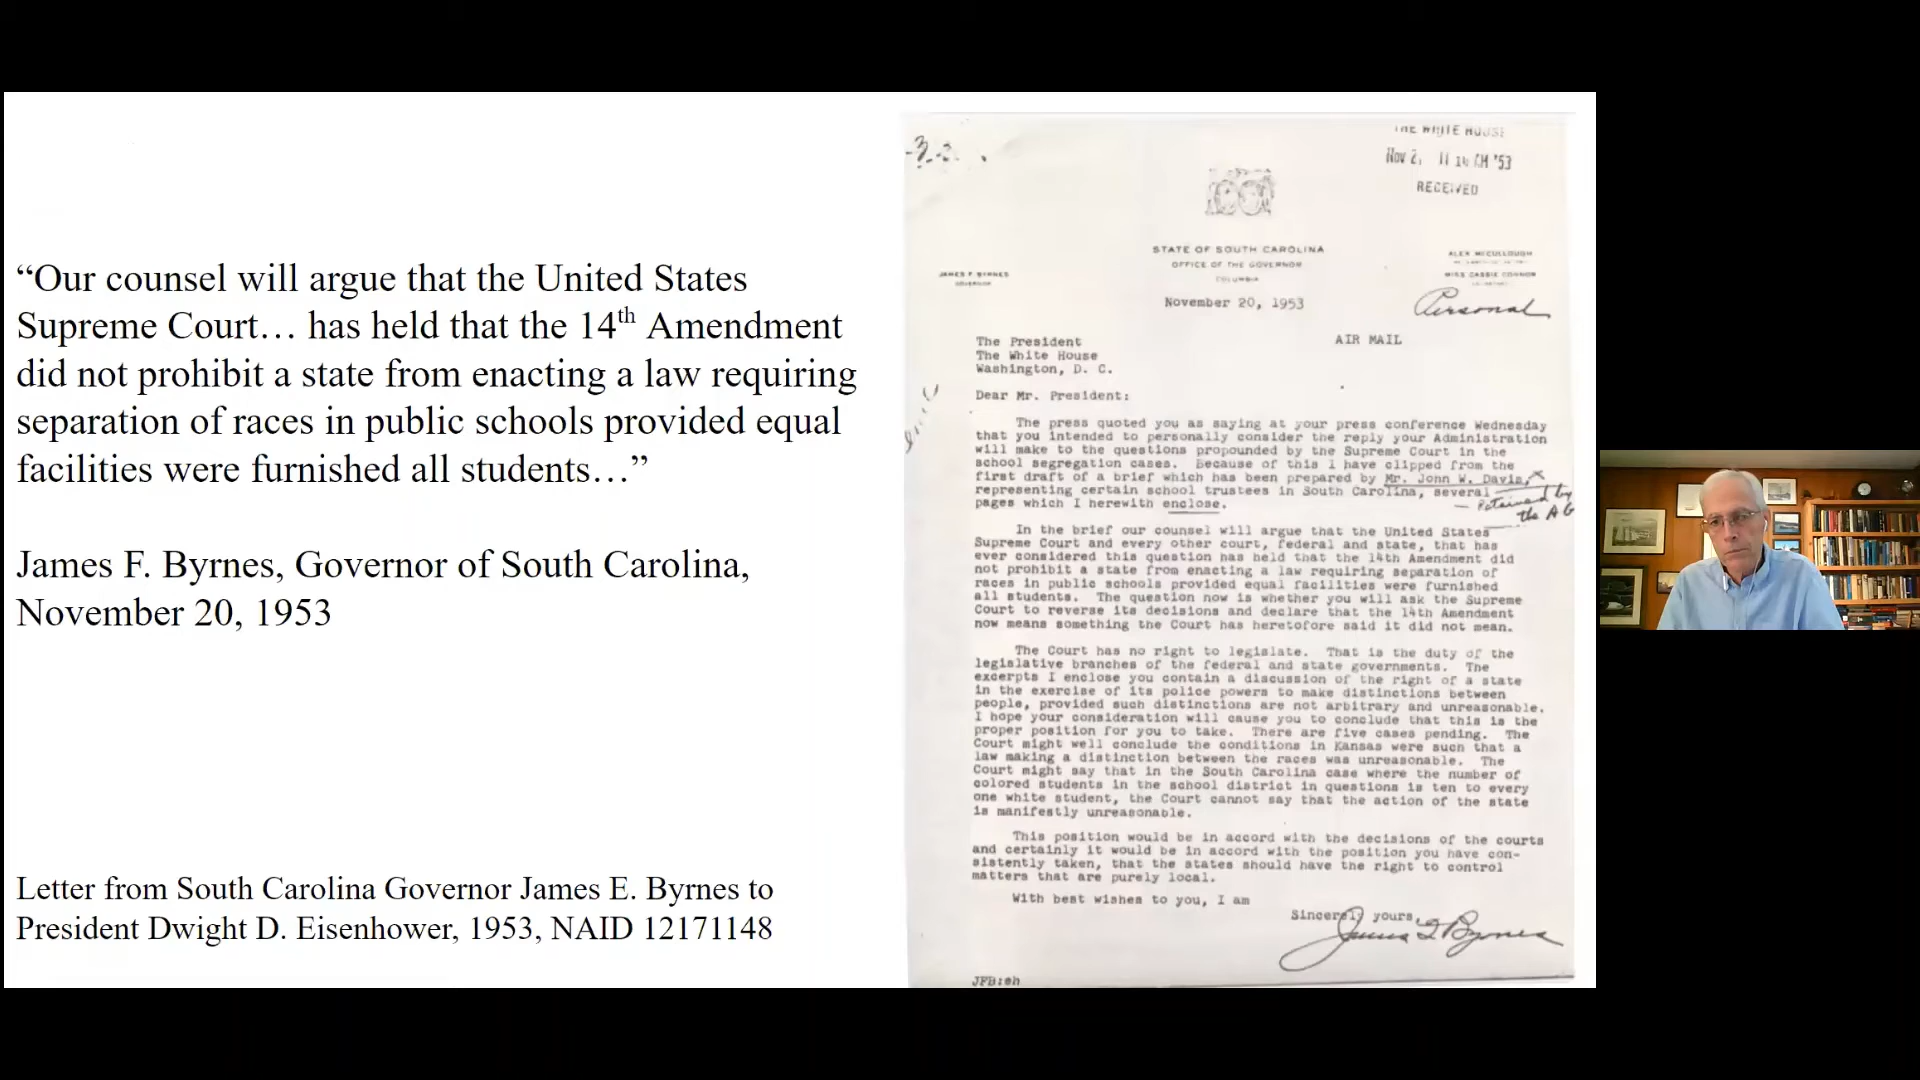 “Our counsel will argue that the United States
Supreme Court… has held that the 14th Amendment
did not prohibit a state from enacting a law requiring
separation of races in public schools provided equal
facilities were furnished all students…”
James F. Byrnes, Governor of South Carolina,
November 20, 1953
Letter from South Carolina Governor James E. Byrnes to
President Dwight D. Eisenhower, 1953, NAID 12171148
THE WHITE HOUSE
Nov 2, 11 AM '53
RECEIVED
STATE OF SOUTH CAROLINA
OFFICE OF THE GOVERNOR
COLUMBIA
JAMES F BYRNES
GOVERNOR
ALEX McCULLOUGH
MISS CASSIE CONNOR
November 20, 1953
Personal
The President
The White House
Washington, D. C.
AIR MAIL
Dear Mr. President:
The press quoted you as saying at your press conference Wednesday
that you intended to personally consider the reply your Administration
will make to the questions propounded by the Supreme Court in the
school segregation cases. Because of this I have clipped from the
first draft of a brief which has been prepared by Mr. John W. Davis,
representing certain school trustees in South Carolina, several
pages which I herewith enclose.
Retained by
the AG
In the brief our counsel will argue that the United States
Supreme Court and every other court, federal and state, that has
ever considered this question has held that the 14th Amendment did
not prohibit a state from enacting a law requiring separation of
races in public schools provided equal facilities were furnished
all students. The question now is whether you will ask the Supreme
Court to reverse its decisions and declare that the 14th Amendment
now means something the Court has heretofore said it did not mean.
The Court has no right to legislate. That is the duty of the
legislative branches of the federal and state governments. The
excerpts I enclose you contain a discussion of the right of a state
in the exercise of its police powers to make distinctions between
people, provided such distinctions are not arbitrary and unreasonable.
I hope your consideration will cause you to conclude that this is the
proper position for you to take. There are five cases pending. The
Court might well conclude the conditions in Kansas were such that a
law making a distinction between the races was unreasonable. The
Court might say that in the South Carolina case where the number of
colored students in the school district in questions is ten to every
one white student, the Court cannot say that the action of the state
is manifestly unreasonable.
This position would be in accord with the decisions of the courts
and certainly it would be in accord with the position you have con-
sistently taken, that the states should have the right to control
matters that are purely local.
With best wishes to you, I am
Sincerely yours,
James F Byrnes
JFB:eh